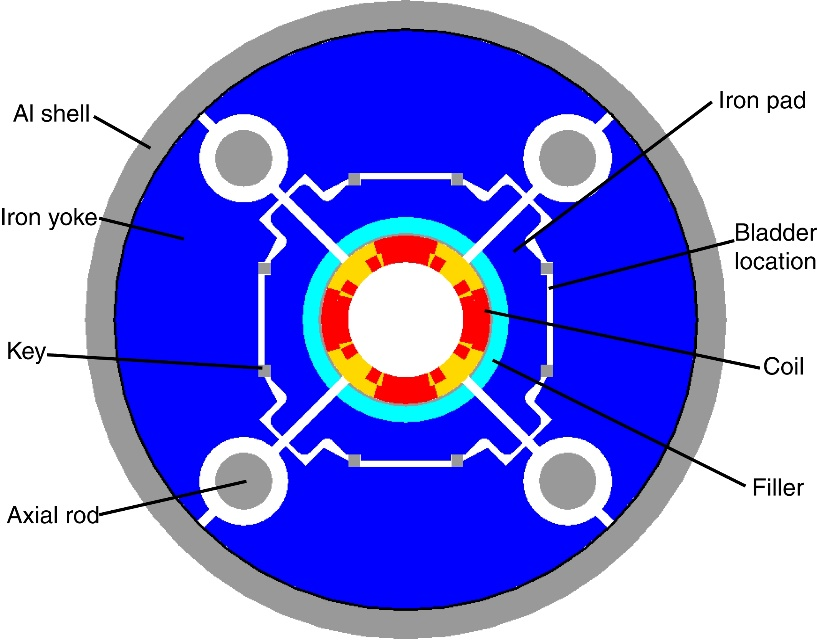 Al shell
Iron pad
Iron yoke
Bladder
location
Key
Coil
Filler
Axial rod